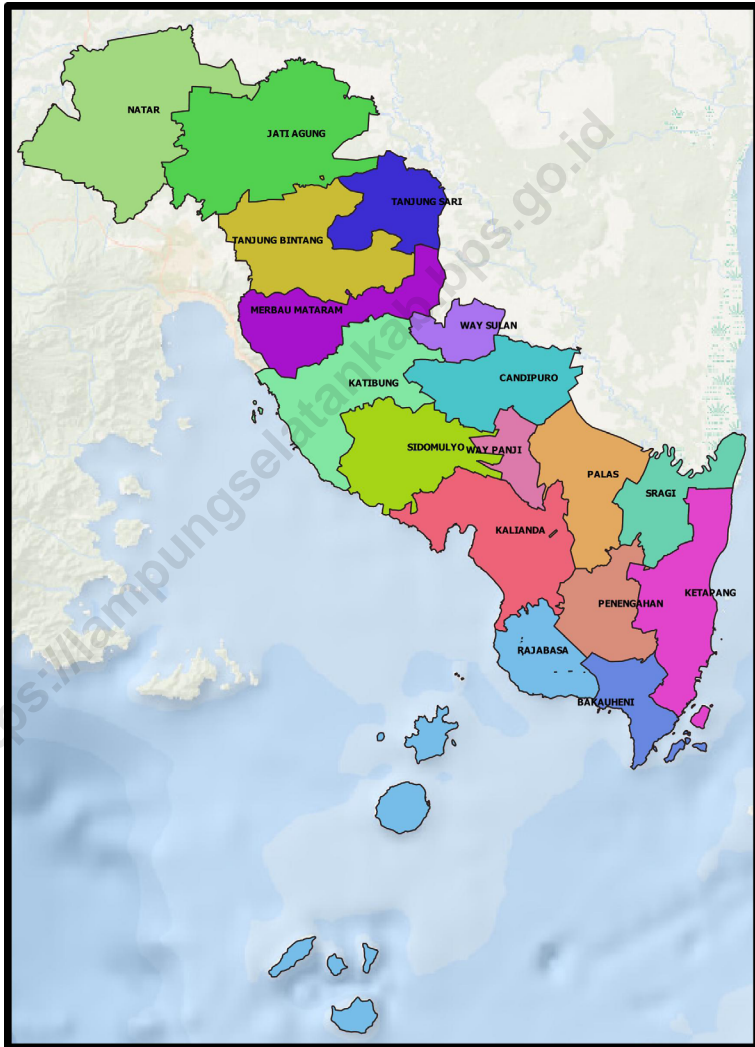 NATAR
JATI AGUNG
TANJUNG SARI
TANJUNG BINTANG
MERBAU MATARAM
WAY SULAN
KATIBUNG
CANDIPURO
SIDOMULYO
WAY PANJI
PALAS
SRAGI
KALIANDA
KETAPANG
PENENGAHAN
RAJABASA
BAKAUHENI
ps://lampungselatankab.bps.go.id